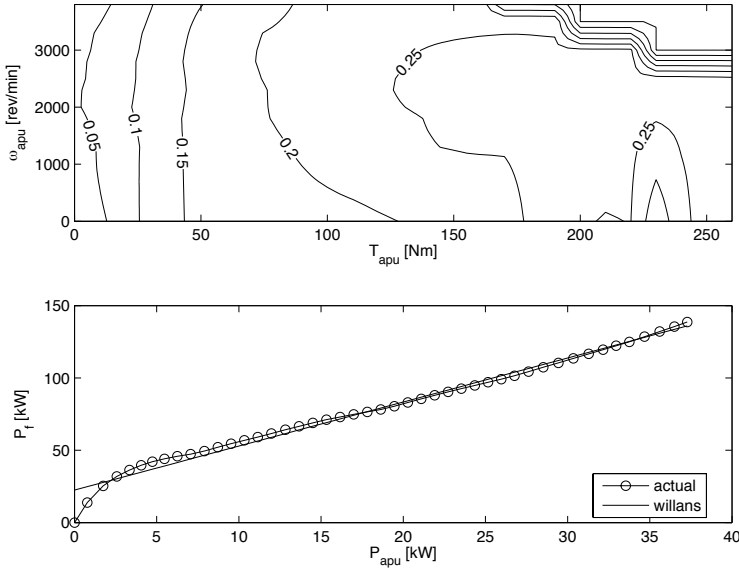 3000
2000
1000
0
ω_apu [rev/min]
0.05
0.1
0.15
0.2
0.25
0.25
0 50 100 150 200 250
T_apu [Nm]
150
100
50
0
P_f [kW]
actual
willans
0 5 10 15 20 25 30 35 40
P_apu [kW]